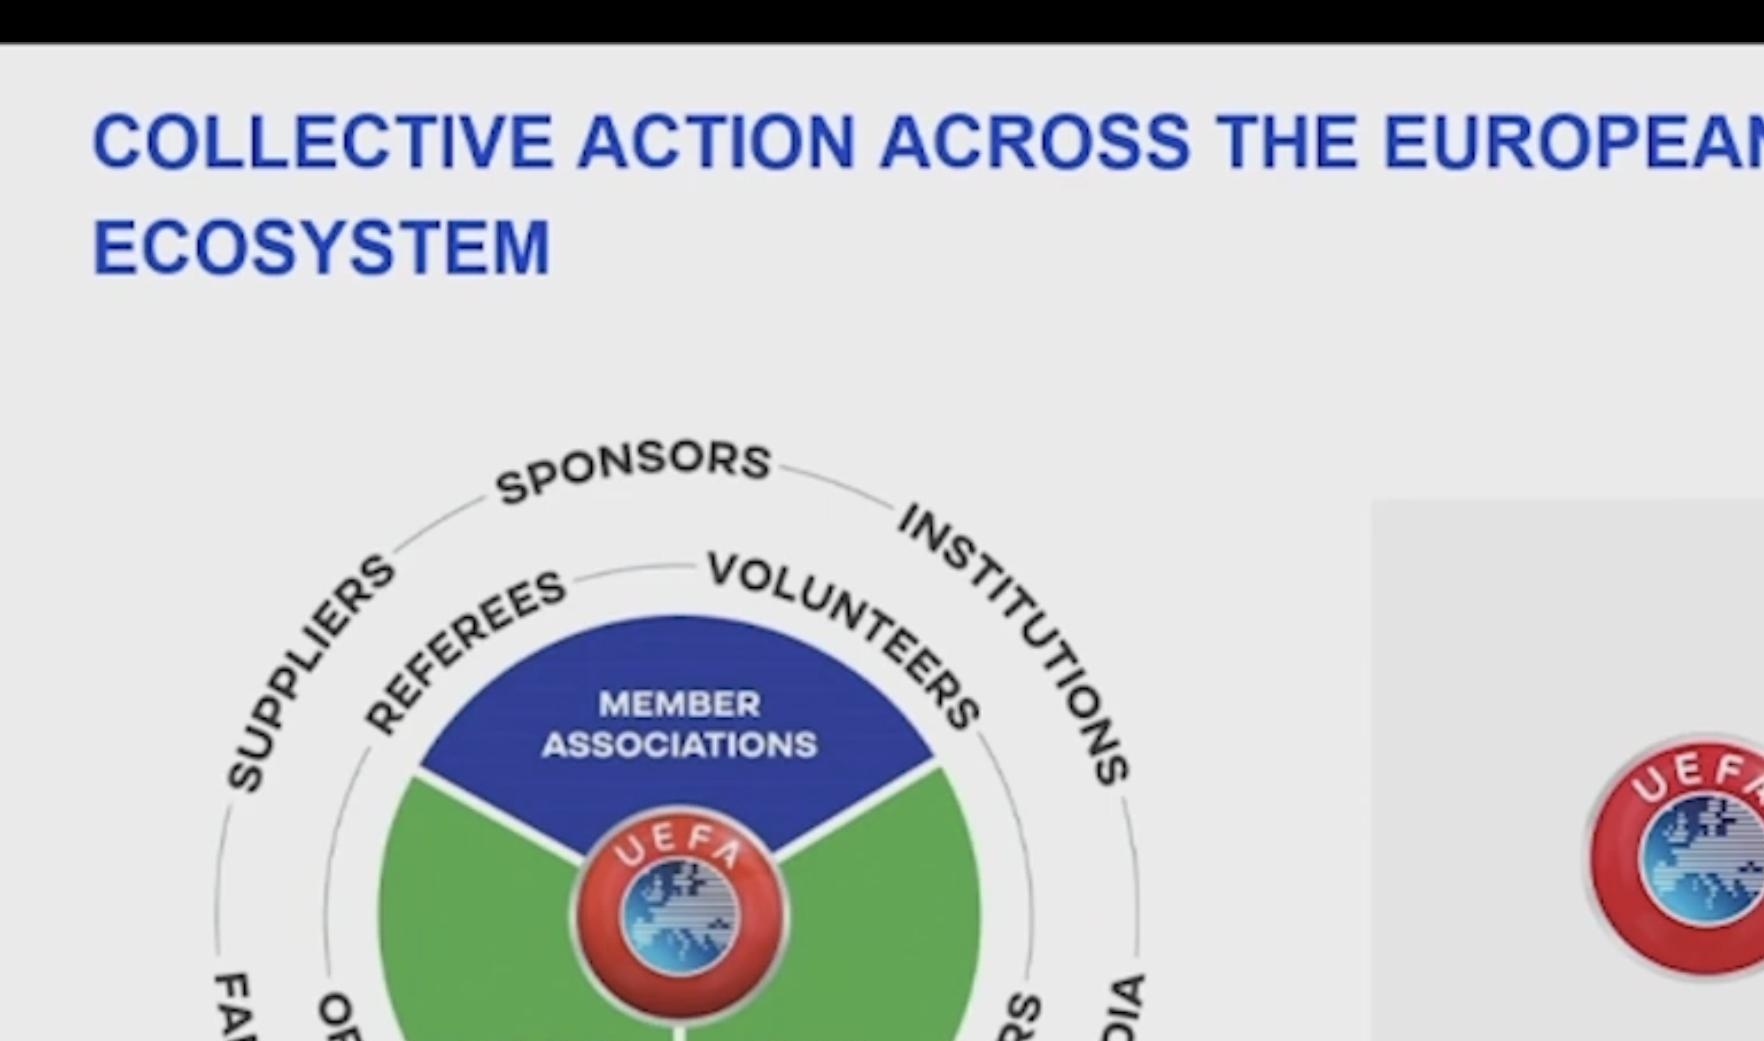 COLLECTIVE ACTION ACROSS THE EUROPEAN
ECOSYSTEM
SPONSORS
INSTITUTIONS
SUPPLIERS
REFEREES
VOLUNTEERS
MEMBER
ASSOCIATIONS
UEFA
UEFA